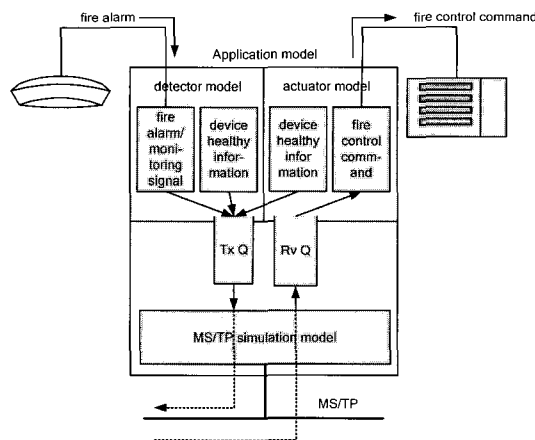 fire alarm
fire control command
Application model
detector model
actuator model
fire
alarm/
moni-
toring
signal
device
healthy
infor-
mation
device
healthy
infor
mation
fire
control
comm-
and
Tx Q
Rv Q
MS/TP simulation model
MS/TP